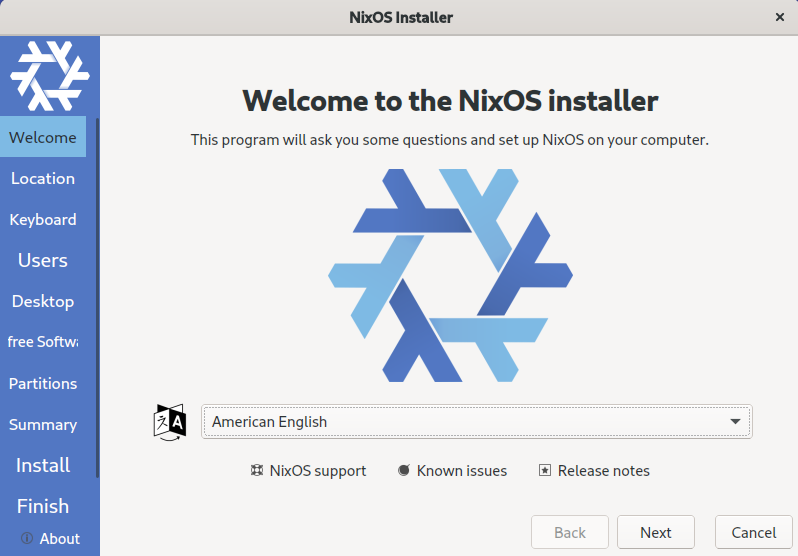 NixOS Installer
Welcome
Location
Keyboard
Users
Desktop
free Softwa
Partitions
Summary
Install
Finish
About
Welcome to the NixOS installer
This program will ask you some questions and set up NixOS on your computer.
A
American English
NixOS support Known issues Release notes
Back Next Cancel